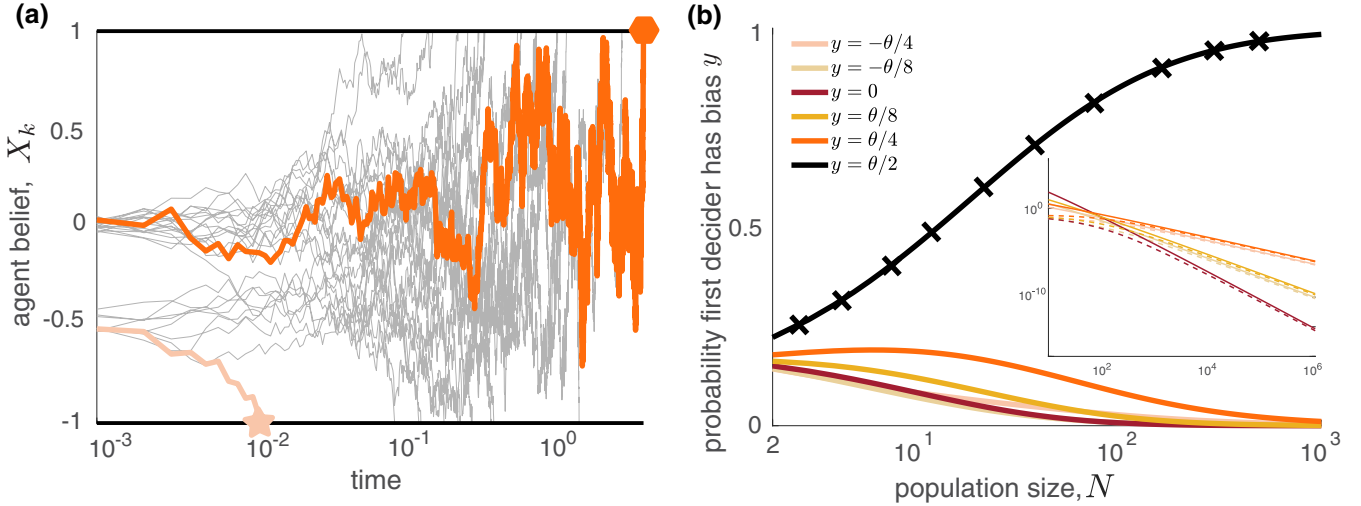 (a)
agent belief, X_k
1
0.5
0
-0.5
-1
10^-3
10^-2
10^-1
10^0
time
(b)
probability first decider has bias y
1
0.5
0
y = −θ/4
y = −θ/8
y = 0
y = θ/8
y = θ/4
y = θ/2
10^0
10^-10
10^2
10^4
10^6
2
10^1
10^2
10^3
population size, N